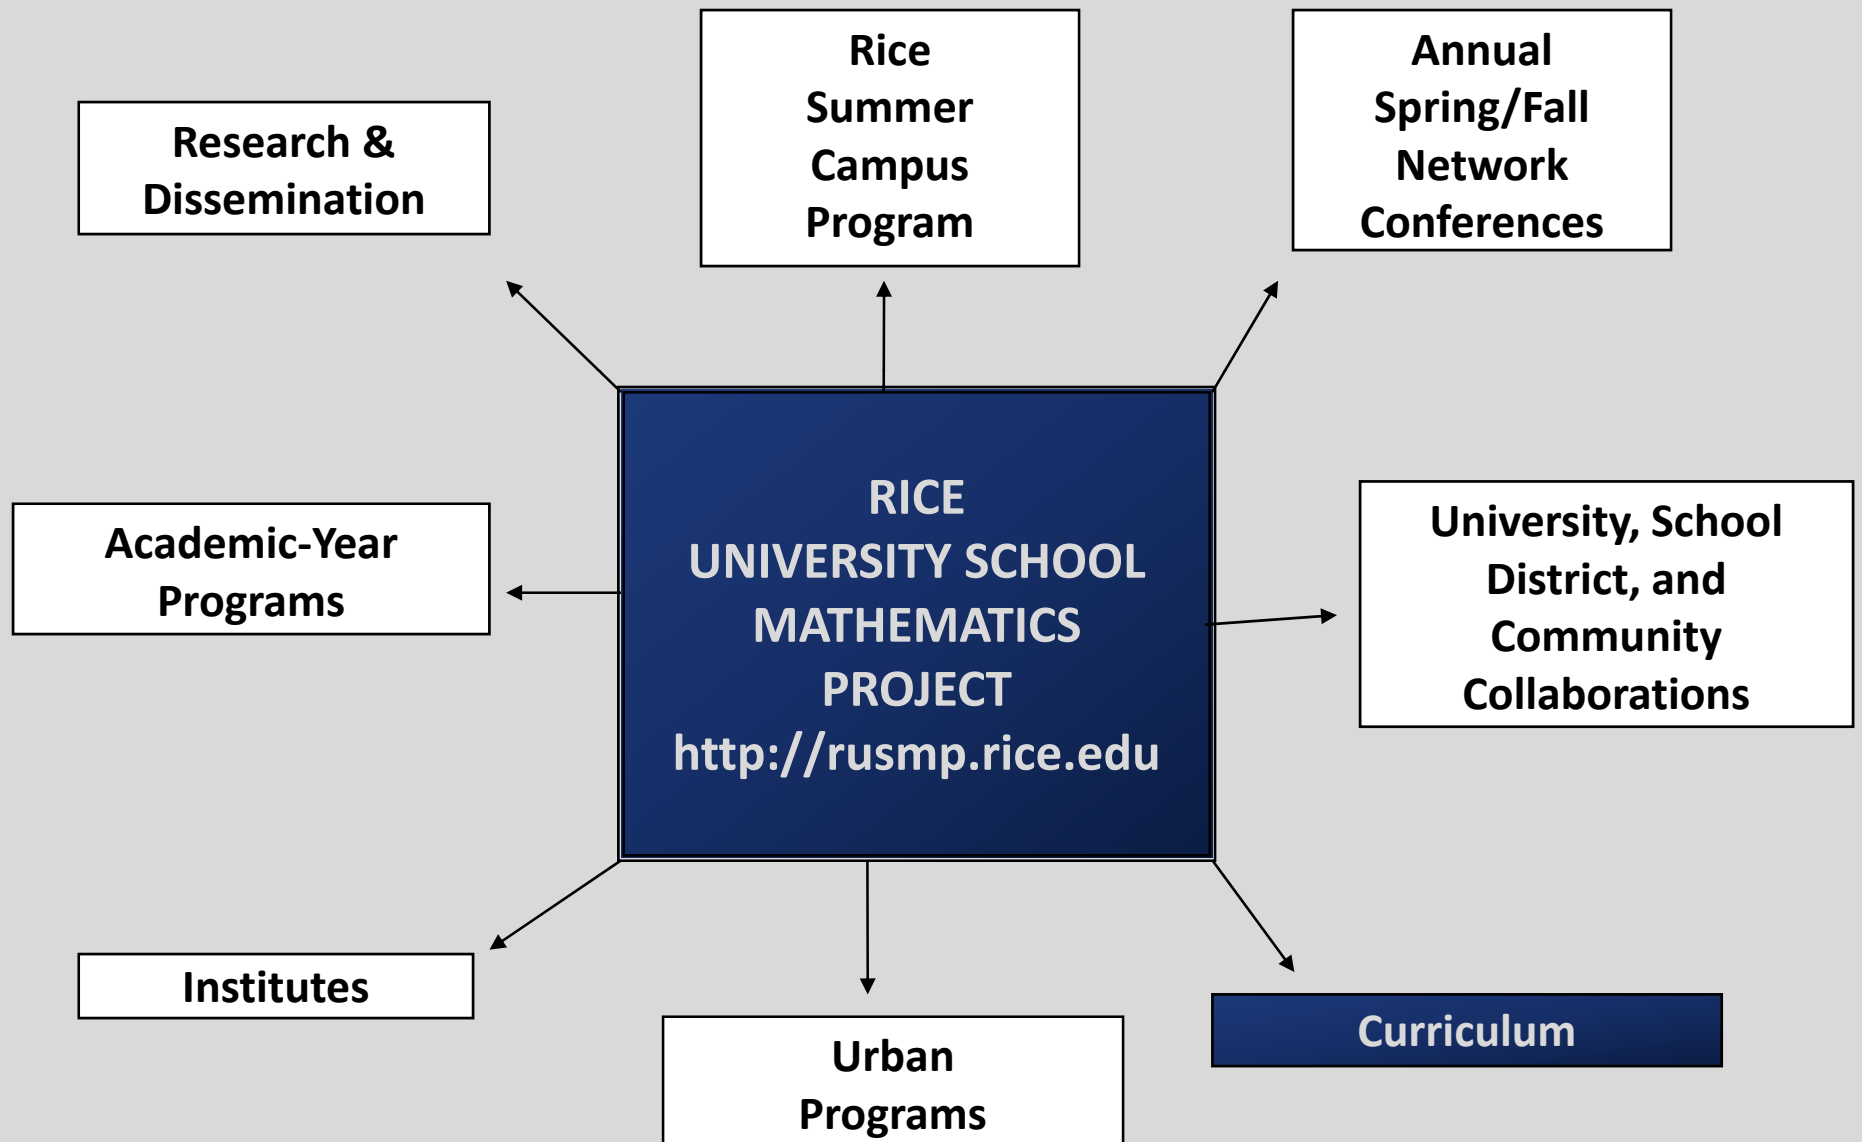 Rice
Summer
Campus
Program
Annual
Spring/Fall
Network
Conferences
Research &
Dissemination
RICE
UNIVERSITY SCHOOL
MATHEMATICS
PROJECT
http://rusmp.rice.edu
Academic-Year
Programs
University, School
District, and
Community
Collaborations
Institutes
Urban
Programs
Curriculum